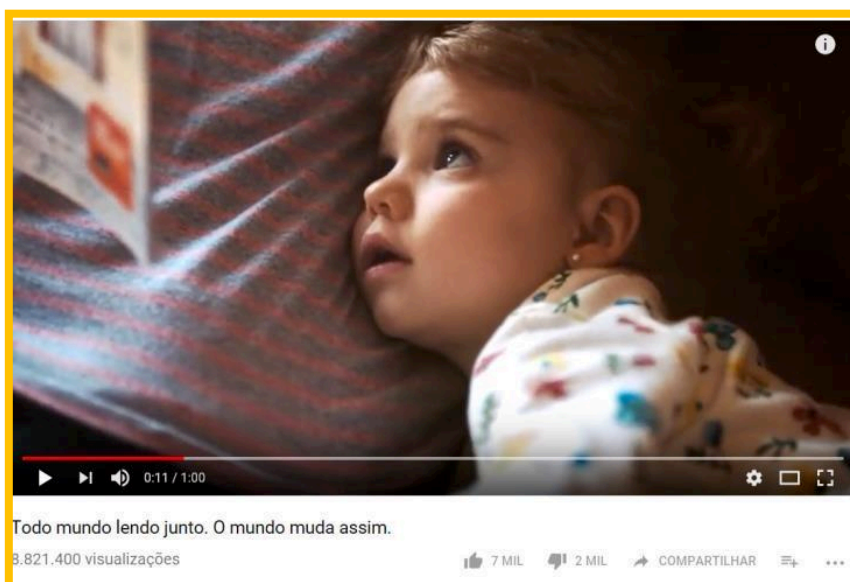 0:11 / 1:00
Todo mundo lendo junto. O mundo muda assim.
8.821.400 visualizações
7 MIL 2 MIL COMPARTILHAR